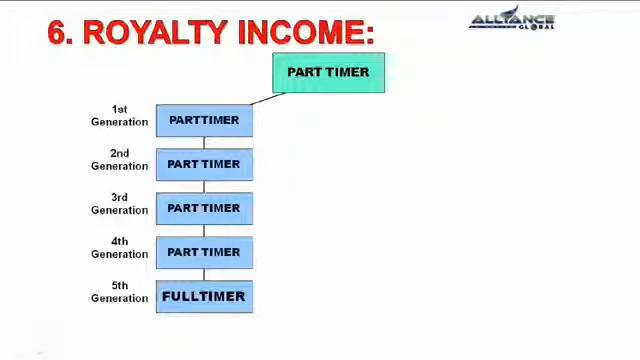 6. ROYALTY INCOME:
ALLIANCE
GLOBAL
PART TIMER
1st
Generation
PARTTIMER
2nd
Generation
PART TIMER
3rd
Generation
PART TIMER
4th
Generation
PART TIMER
5th
Generation
FULLTIMER